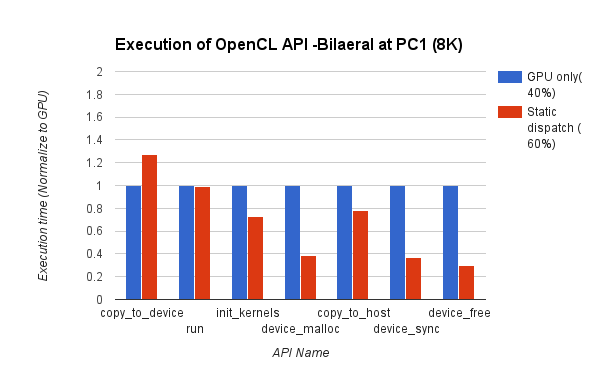 Execution of OpenCL API -Bilaeral at PC1 (8K)
GPU only(
40%)
Static
dispatch (
60%)
Execution time (Normalize to GPU)
2
1.8
1.6
1.4
1.2
1
0.8
0.6
0.4
0.2
0
copy_to_device
run
init_kernels
device_malloc
copy_to_host
device_sync
device_free
API Name